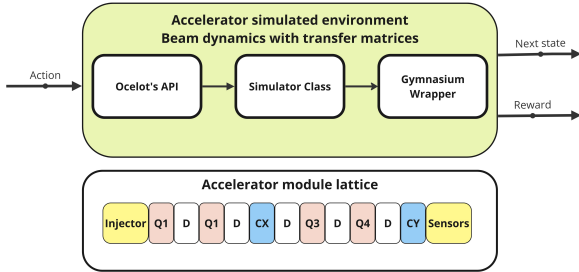 Accelerator simulated environment
Beam dynamics with transfer matrices
Action
Ocelot's API
Simulator Class
Gymnasium
Wrapper
Next state
Reward
Accelerator module lattice
Injector Q1 D Q1 D CX D Q3 D Q4 D CY Sensors